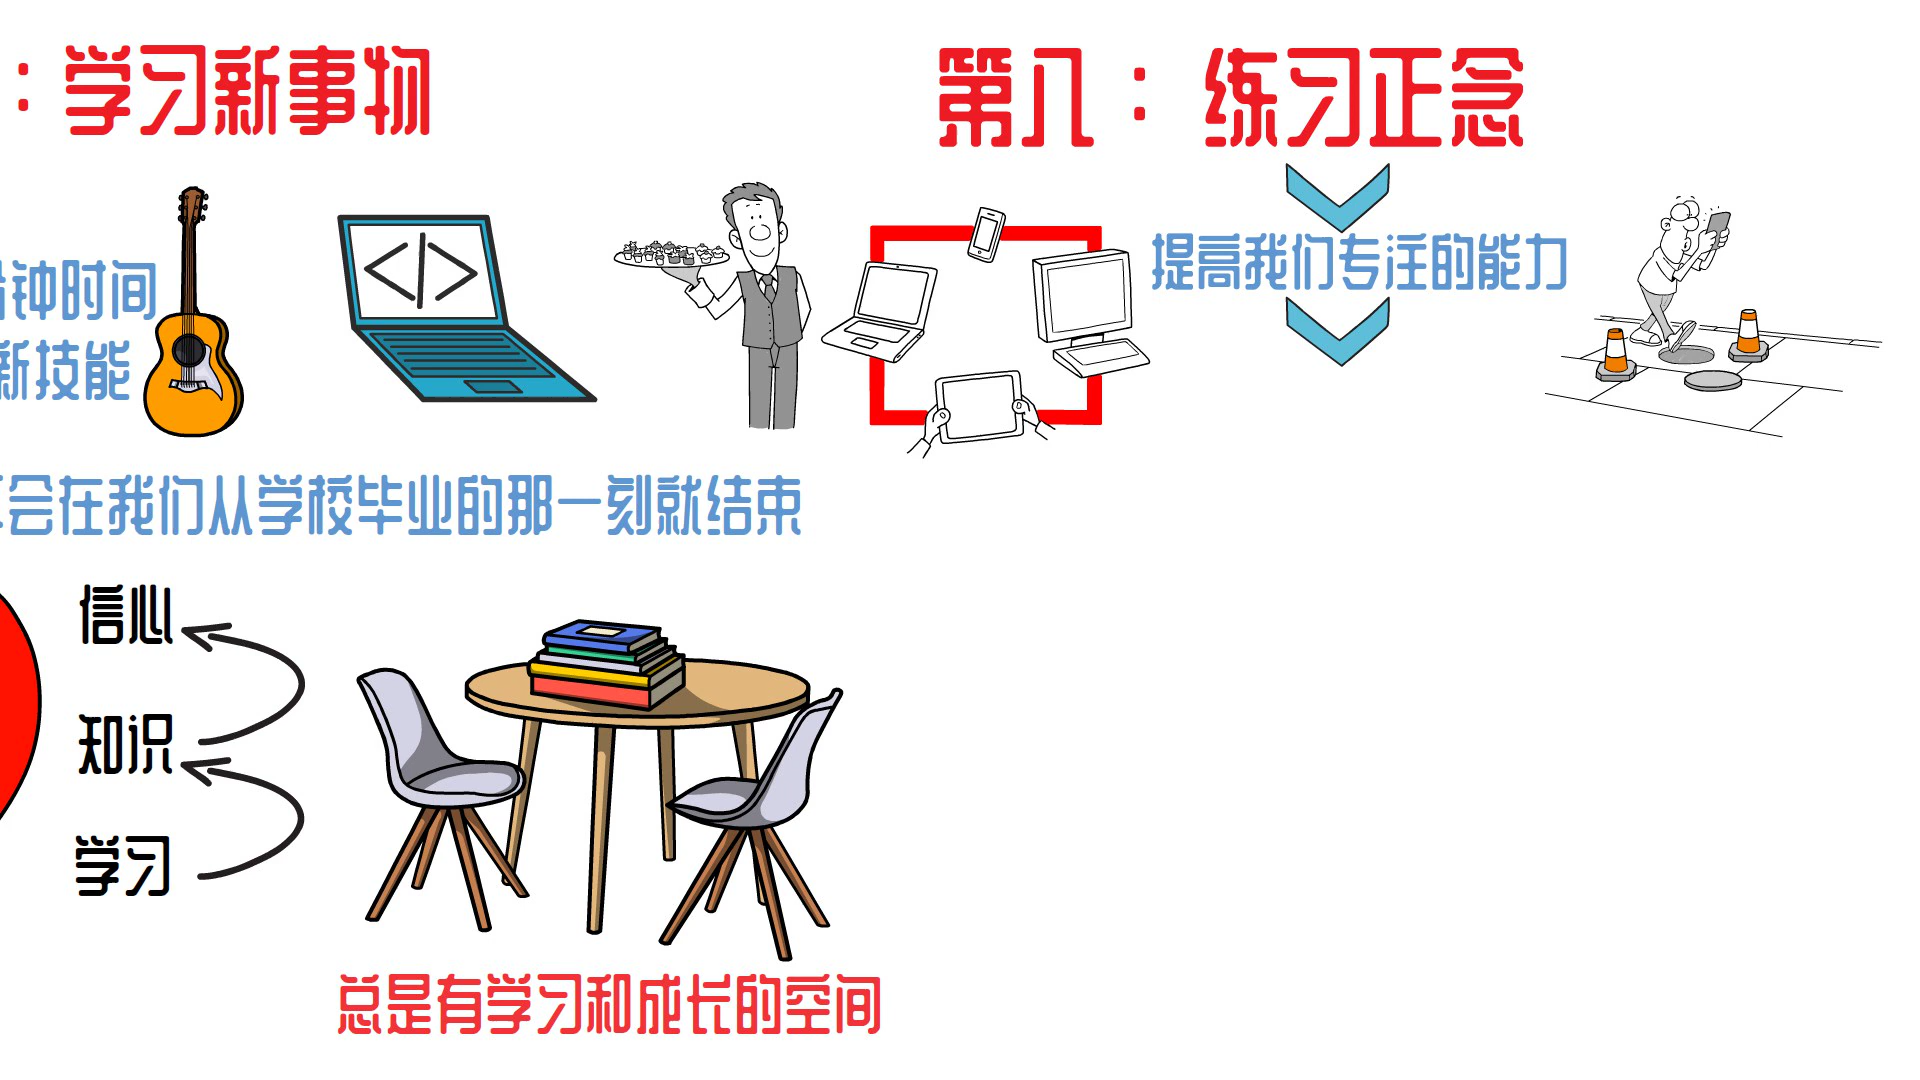 ：学习新事物
钟时间
新技能
会在我们从学校毕业的那一刻就结束
信心
知识
学习
总是有学习和成长的空间
第八：练习正念
提高我们专注的能力